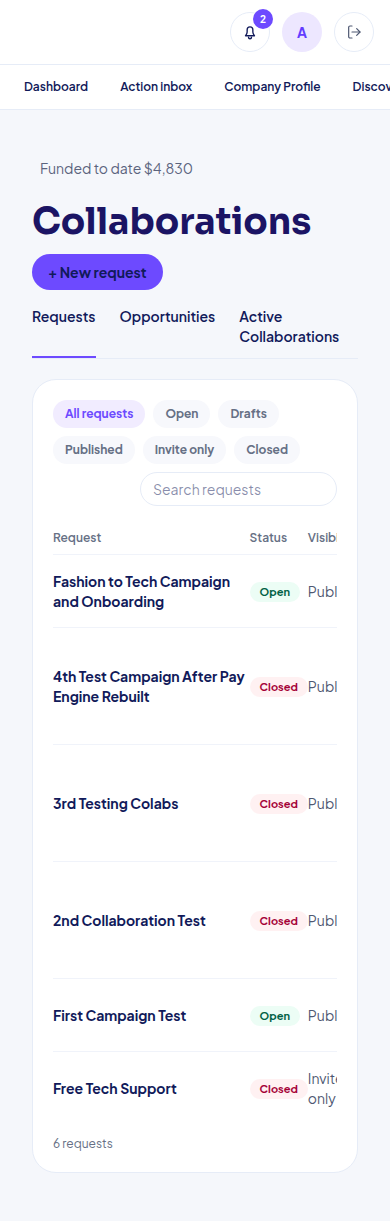 2
A
Dashboard Action Inbox Company Profile Discov
Funded to date $4,830
Collaborations
+ New request
Requests Opportunities Active
Collaborations
All requests Open Drafts
Published Invite only Closed
Search requests
Request Status Visib
Fashion to Tech Campaign
and Onboarding
Open Publ
4th Test Campaign After Pay
Engine Rebuilt
Closed Publ
3rd Testing Colabs Closed Publ
2nd Collaboration Test Closed Publ
First Campaign Test Open Publ
Free Tech Support Closed Invite
only
6 requests